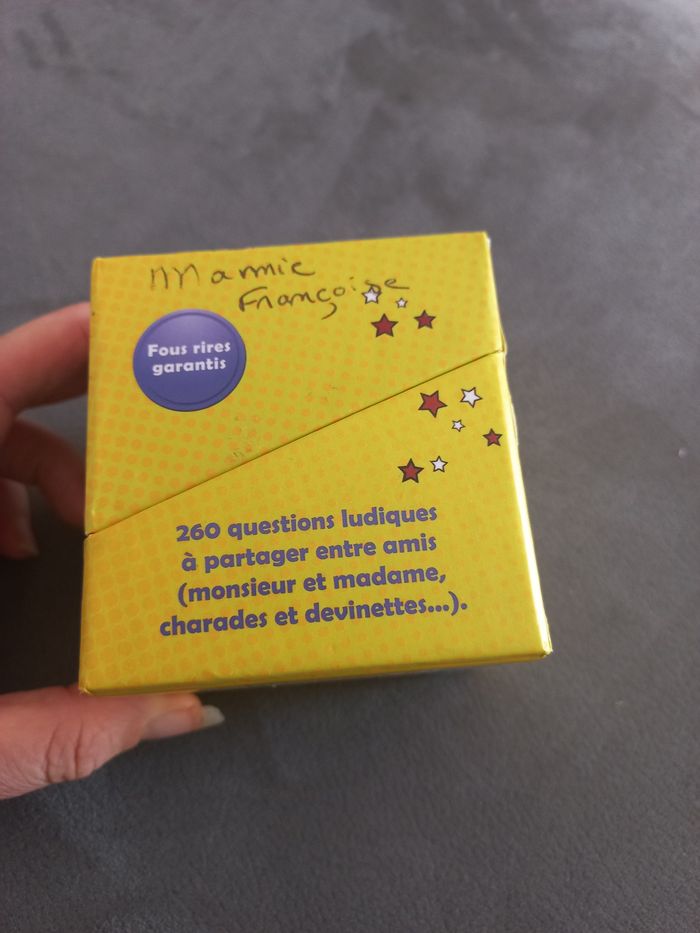 Mamie
Françoise
Fous rires
garantis
260 questions ludiques
à partager entre amis
(monsieur et madame,
charades et devinettes...).